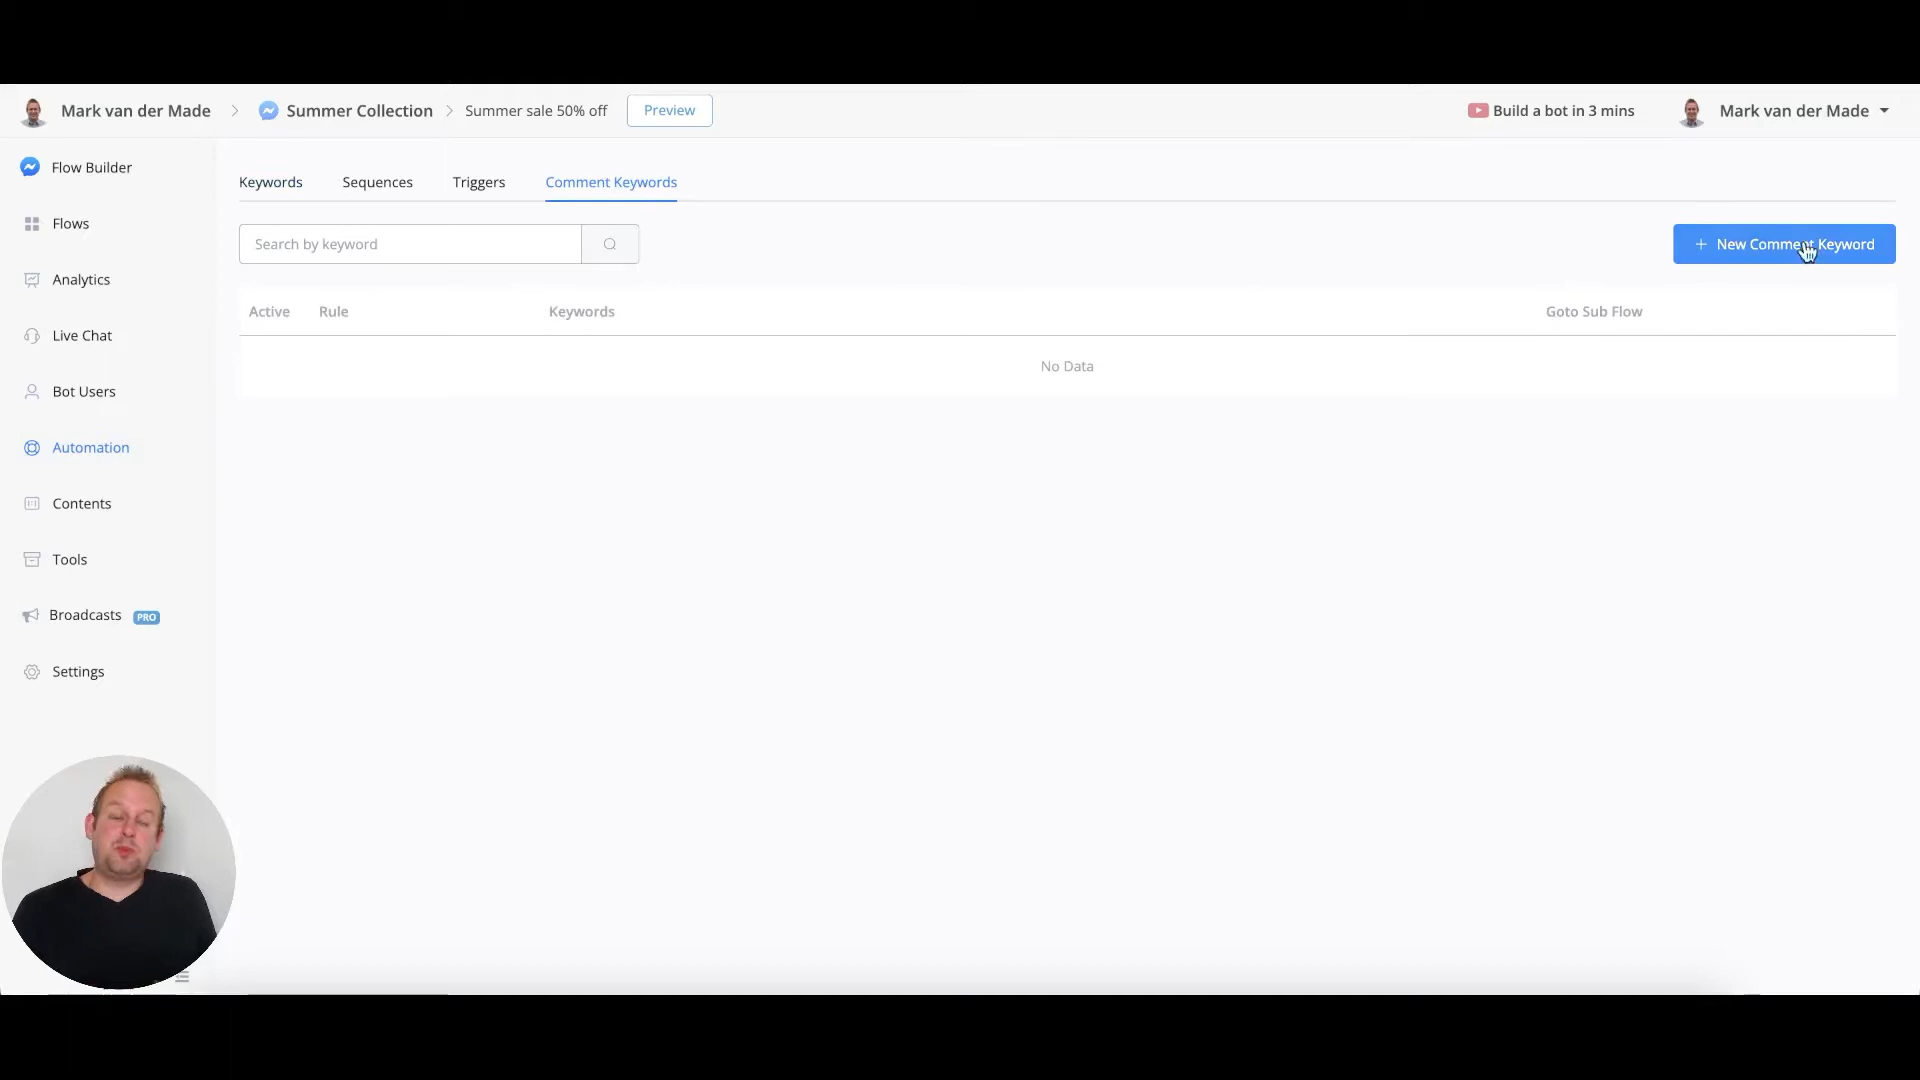 Mark van der Made
Summer Collection
Summer sale 50% off
Preview
Build a bot in 3 mins
Mark van der Made
Flow Builder
Flows
Analytics
Live Chat
Bot Users
Automation
Contents
Tools
Broadcasts PRO
Settings
Keywords
Sequences
Triggers
Comment Keywords
Search by keyword
+ New Comment Keyword
Active
Rule
Keywords
Goto Sub Flow
No Data